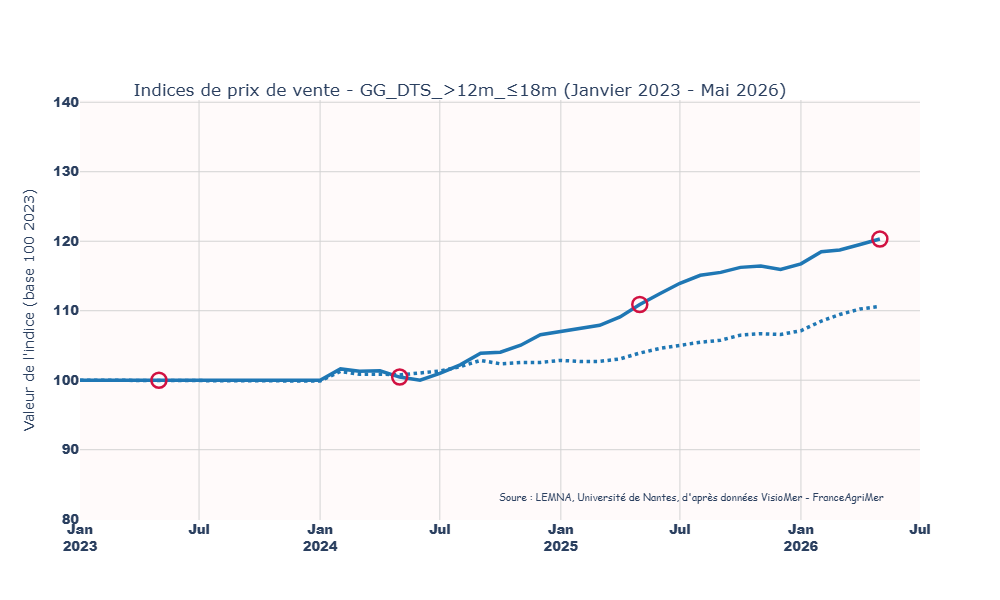 Indices de prix de vente - GG_DTS_>12m_≤18m (Janvier 2023 - Mai 2026)
Valeur de l'indice (base 100 2023)
140
130
120
110
100
90
80
Soure : LEMNA, Université de Nantes, d'après données VisioMer - FranceAgriMer
Jan Jul Jan Jul Jan Jul Jan Jul
2023 2024 2025 2026